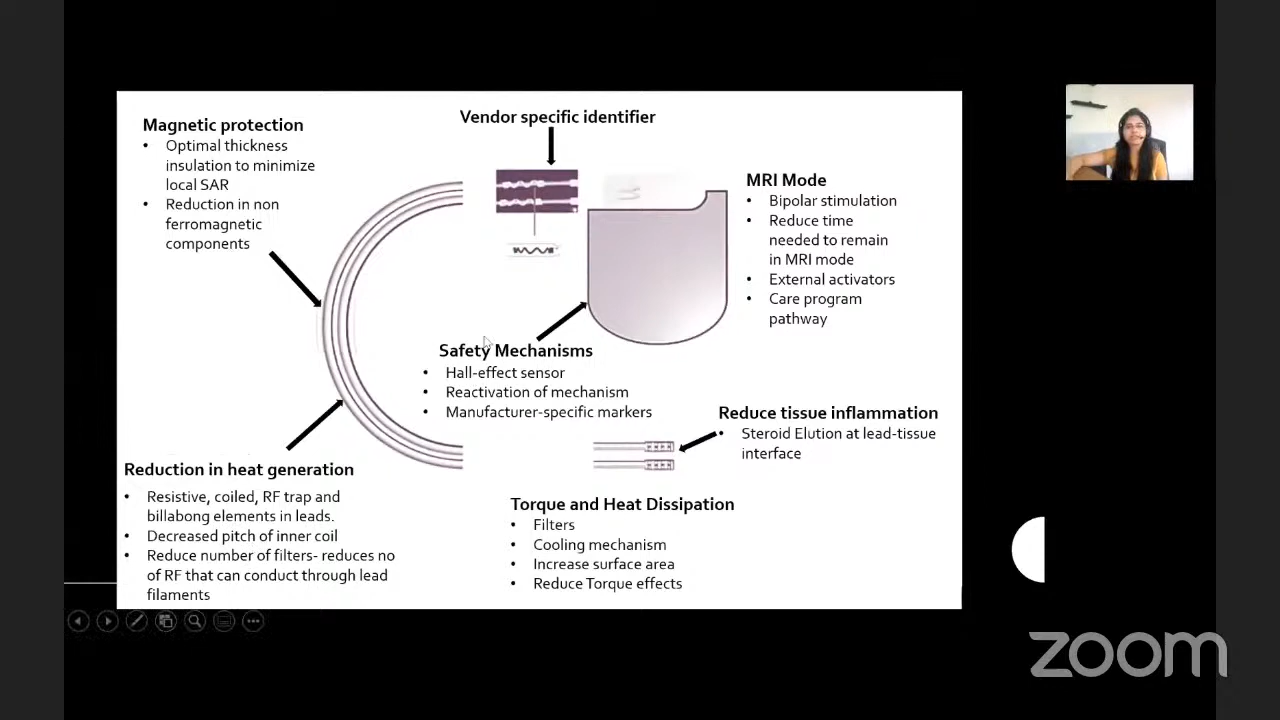 Magnetic protection
• Optimal thickness
insulation to minimize
local SAR
• Reduction in non
ferromagnetic
components
Vendor specific identifier
MRI Mode
• Bipolar stimulation
• Reduce time
needed to remain
in MRI mode
• External activators
• Care program
pathway
Safety Mechanisms
• Hall-effect sensor
• Reactivation of mechanism
• Manufacturer-specific markers
Reduce tissue inflammation
• Steroid Elution at lead-tissue
interface
Reduction in heat generation
• Resistive, coiled, RF trap and
billabong elements in leads.
• Decreased pitch of inner coil
• Reduce number of filters- reduces no
of RF that can conduct through lead
filaments
Torque and Heat Dissipation
• Filters
• Cooling mechanism
• Increase surface area
• Reduce Torque effects
zoom